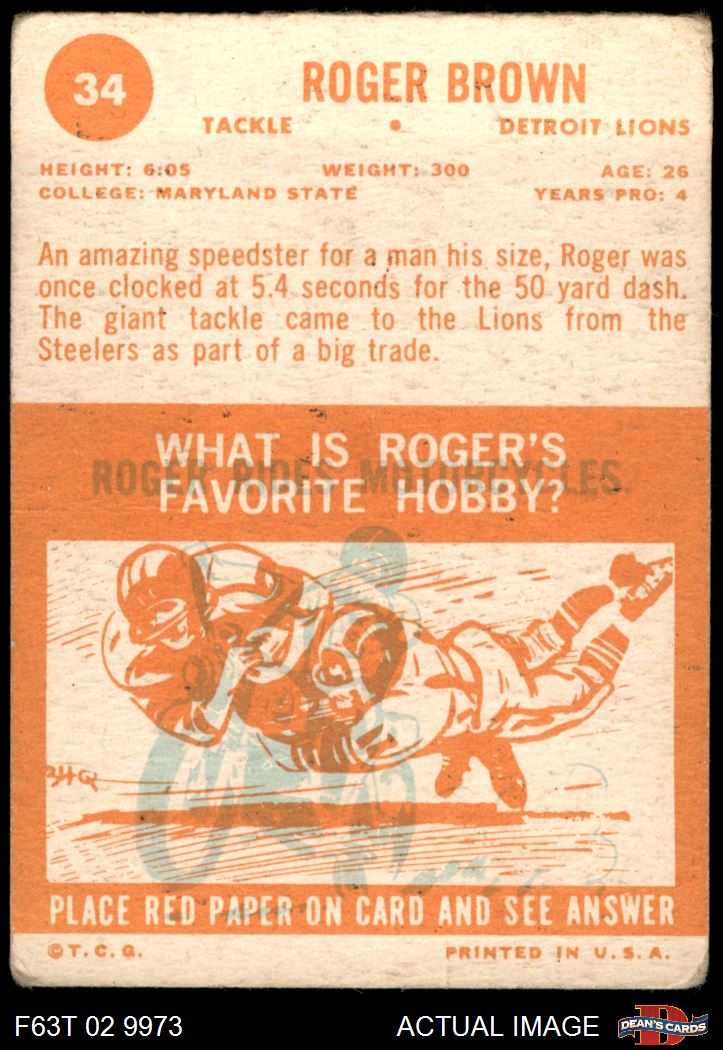 34
ROGER BROWN
TACKLE • DETROIT LIONS
HEIGHT: 6:05 WEIGHT: 300 AGE: 26
COLLEGE: MARYLAND STATE YEARS PRO: 4
An amazing speedster for a man his size, Roger was
once clocked at 5.4 seconds for the 50 yard dash.
The giant tackle came to the Lions from the
Steelers as part of a big trade.
WHAT IS ROGER'S
ROGER RIDES MOTORCYCLES.
FAVORITE HOBBY?
PLACE RED PAPER ON CARD AND SEE ANSWER
©T.C.G. PRINTED IN U.S.A.
F63T 02 9973 ACTUAL IMAGE DEAN'S CARDS